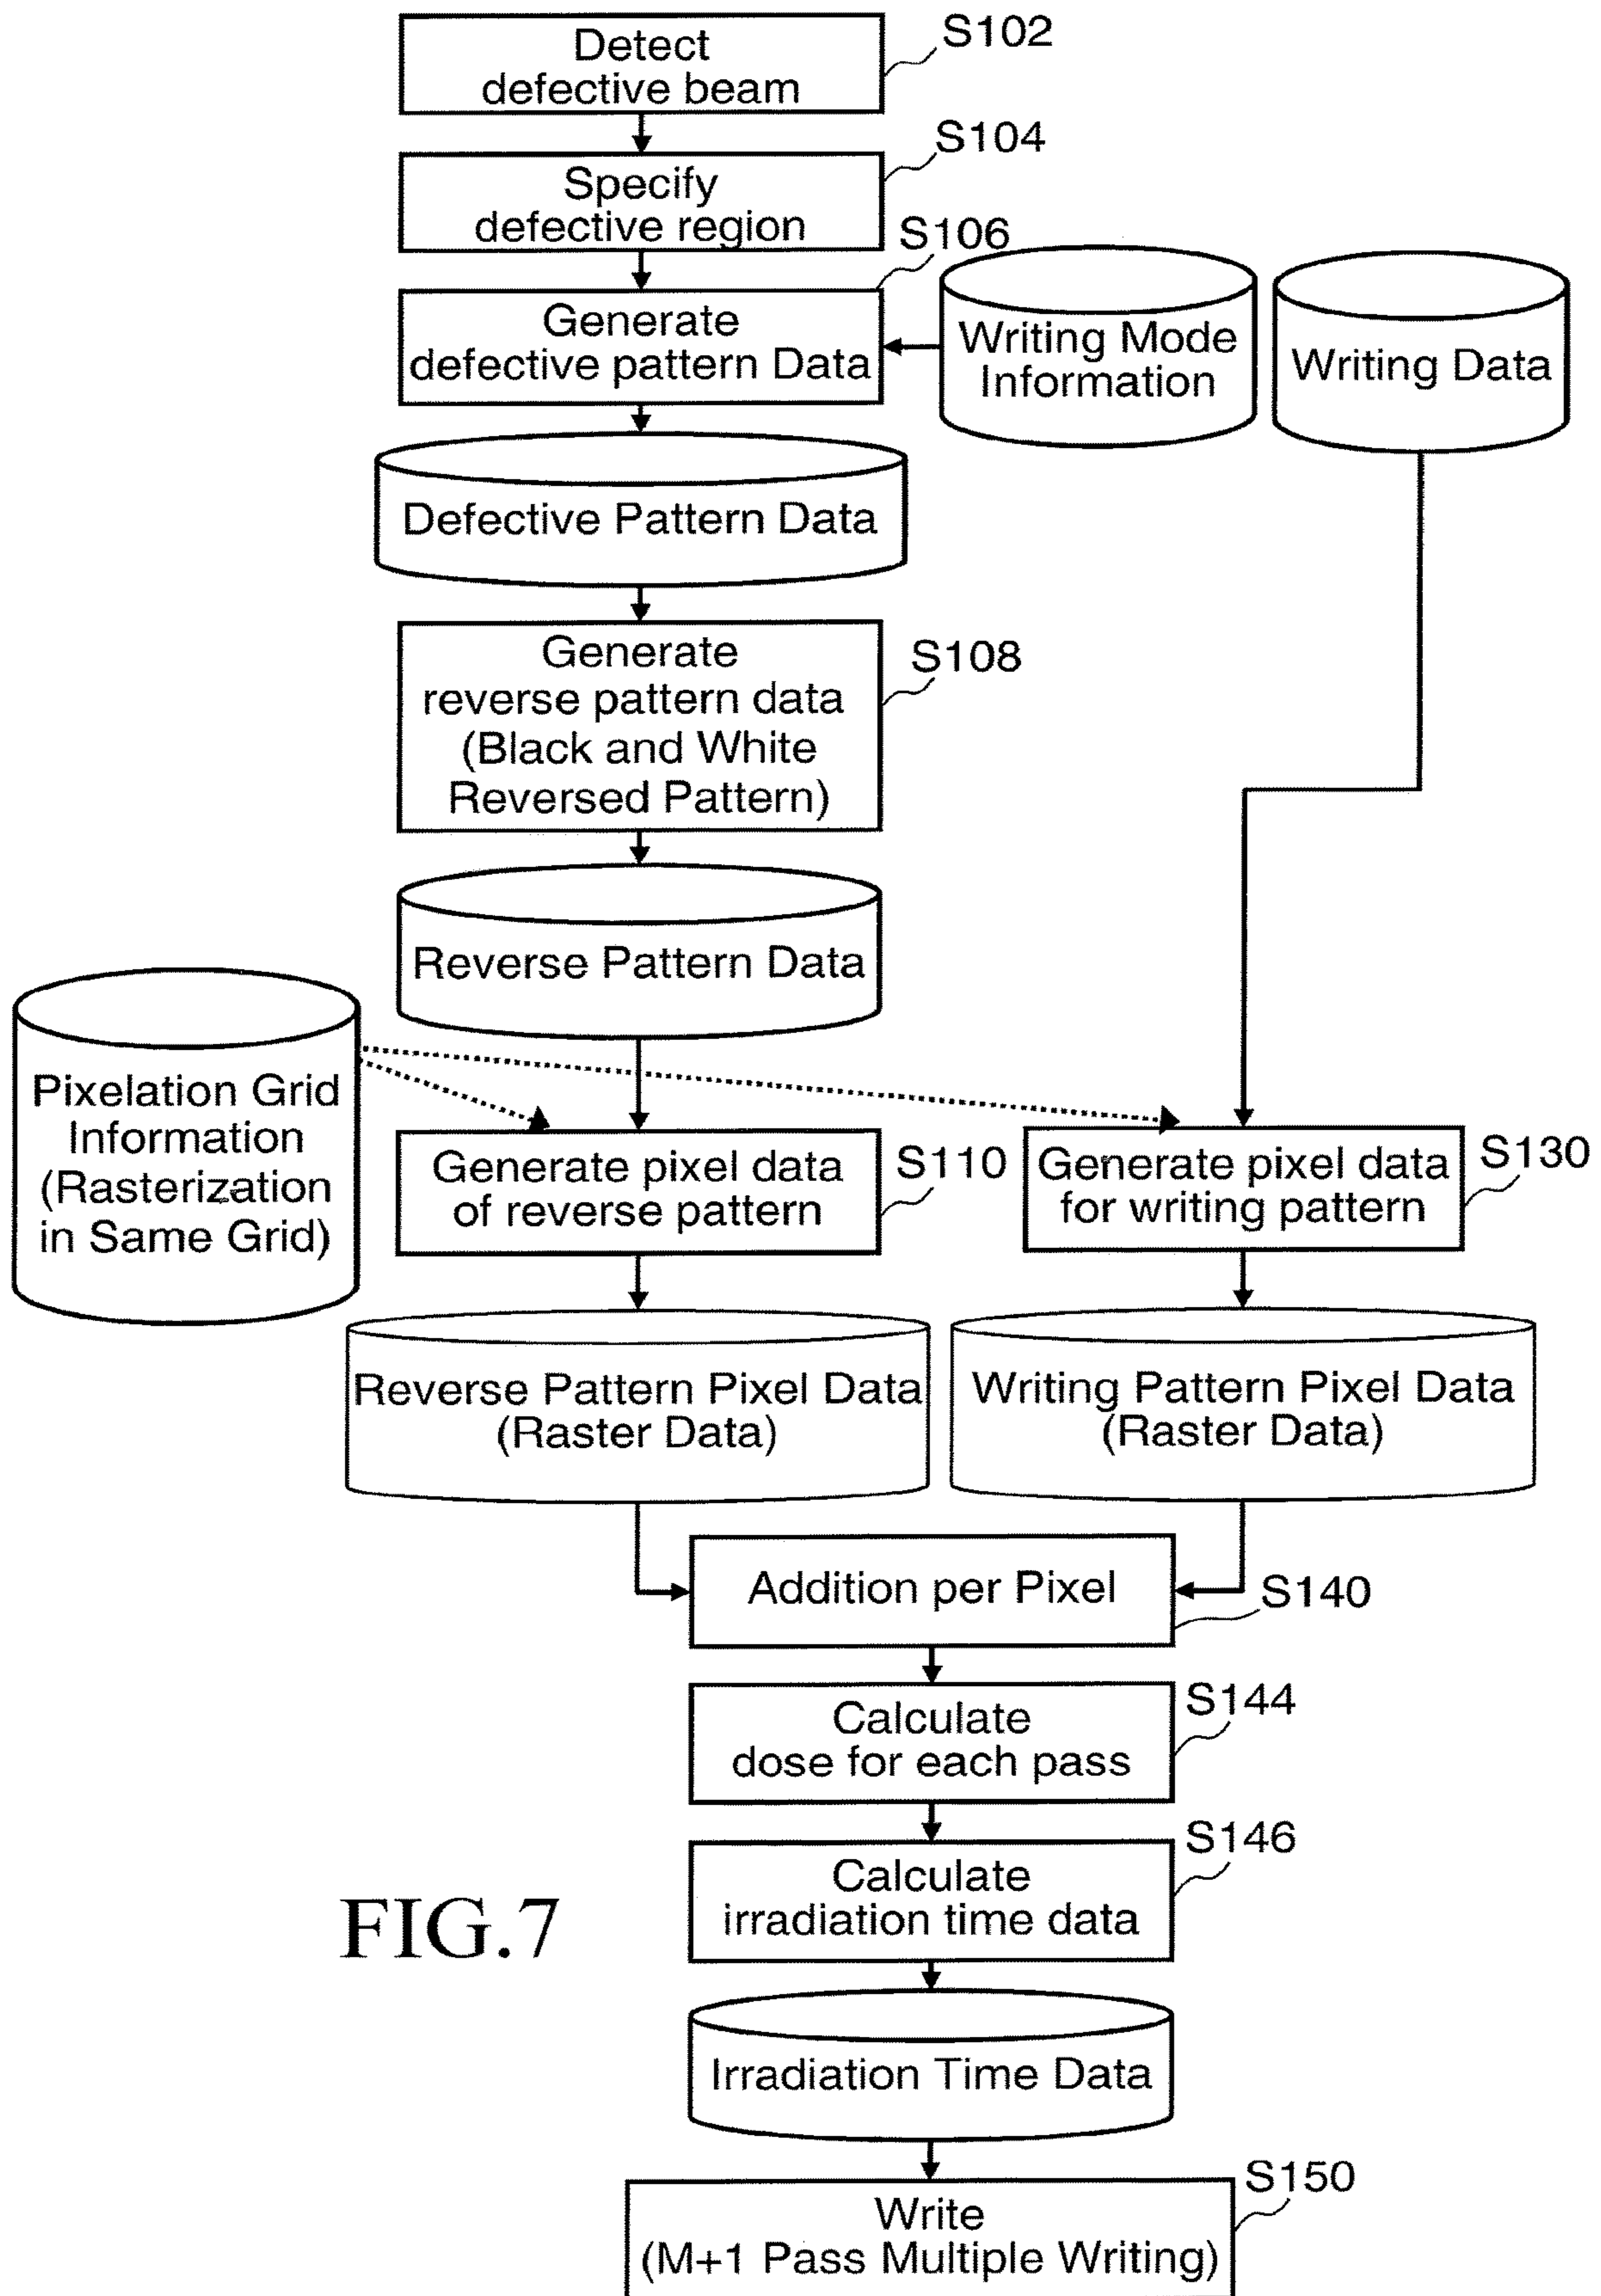 Detect
defective beam
S102
Specify
defective region
S104
Generate
defective pattern Data
S106
Writing Mode
Information
Writing Data
Defective Pattern Data
Generate
reverse pattern data
(Black and White
Reversed Pattern)
S108
Reverse Pattern Data
Pixelation Grid
Information
(Rasterization
in Same Grid)
Generate pixel data
of reverse pattern
S110
Generate pixel data
for writing pattern
S130
Reverse Pattern Pixel Data
(Raster Data)
Writing Pattern Pixel Data
(Raster Data)
Addition per Pixel
S140
Calculate
dose for each pass
S144
Calculate
irradiation time data
S146
FIG.7
Irradiation Time Data
Write
(M+1 Pass Multiple Writing)
S150